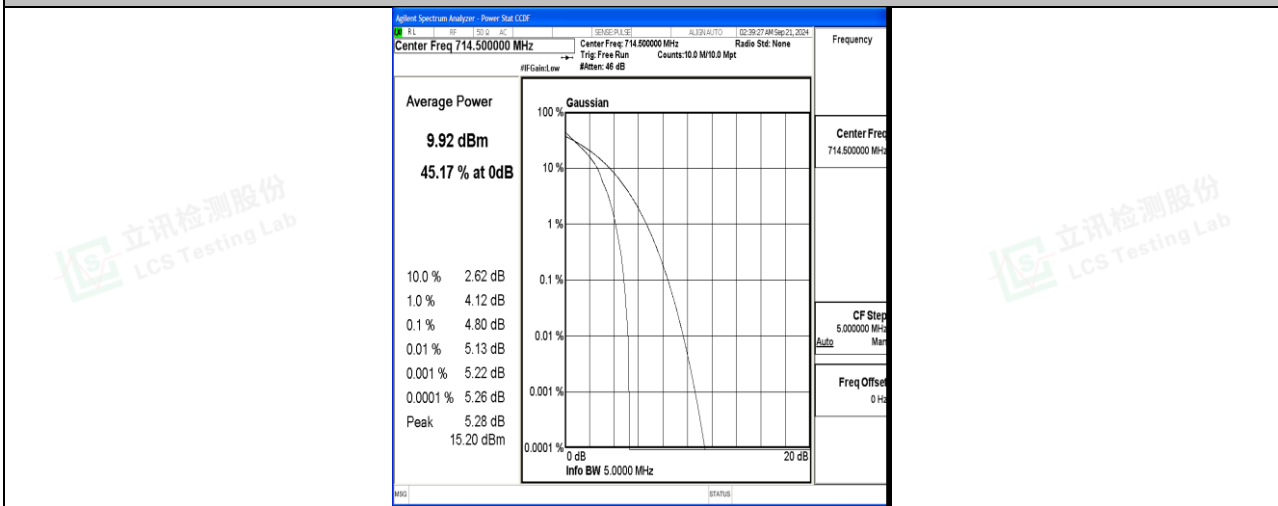 Agilent Spectrum Analyzer - Power Stat CCDF
RL RF 50 Ω AC SENSE:PULSE ALIGN AUTO 02:39:27 AM Sep 21, 2024
Center Freq 714.500000 MHz
Center Freq: 714.500000 MHz Radio Std: None
Trig: Free Run Counts:10.0 M/10.0 Mpt
#IFGain:Low #Atten: 46 dB
Frequency
Average Power
9.92 dBm
45.17 % at 0dB
10.0 % 2.62 dB
1.0 % 4.12 dB
0.1 % 4.80 dB
0.01 % 5.13 dB
0.001 % 5.22 dB
0.0001 % 5.26 dB
Peak 5.28 dB
15.20 dBm
Gaussian
100 %
10 %
1 %
0.1 %
0.01 %
0.001 %
0.0001 %
0 dB 20 dB
Info BW 5.0000 MHz
Center Freq
714.500000 MHz
CF Step
5.000000 MHz
Auto Man
Freq Offset
0 Hz
MSG STATUS
立讯检测股份
LCS Testing Lab
立讯检测股份
LCS Testing Lab